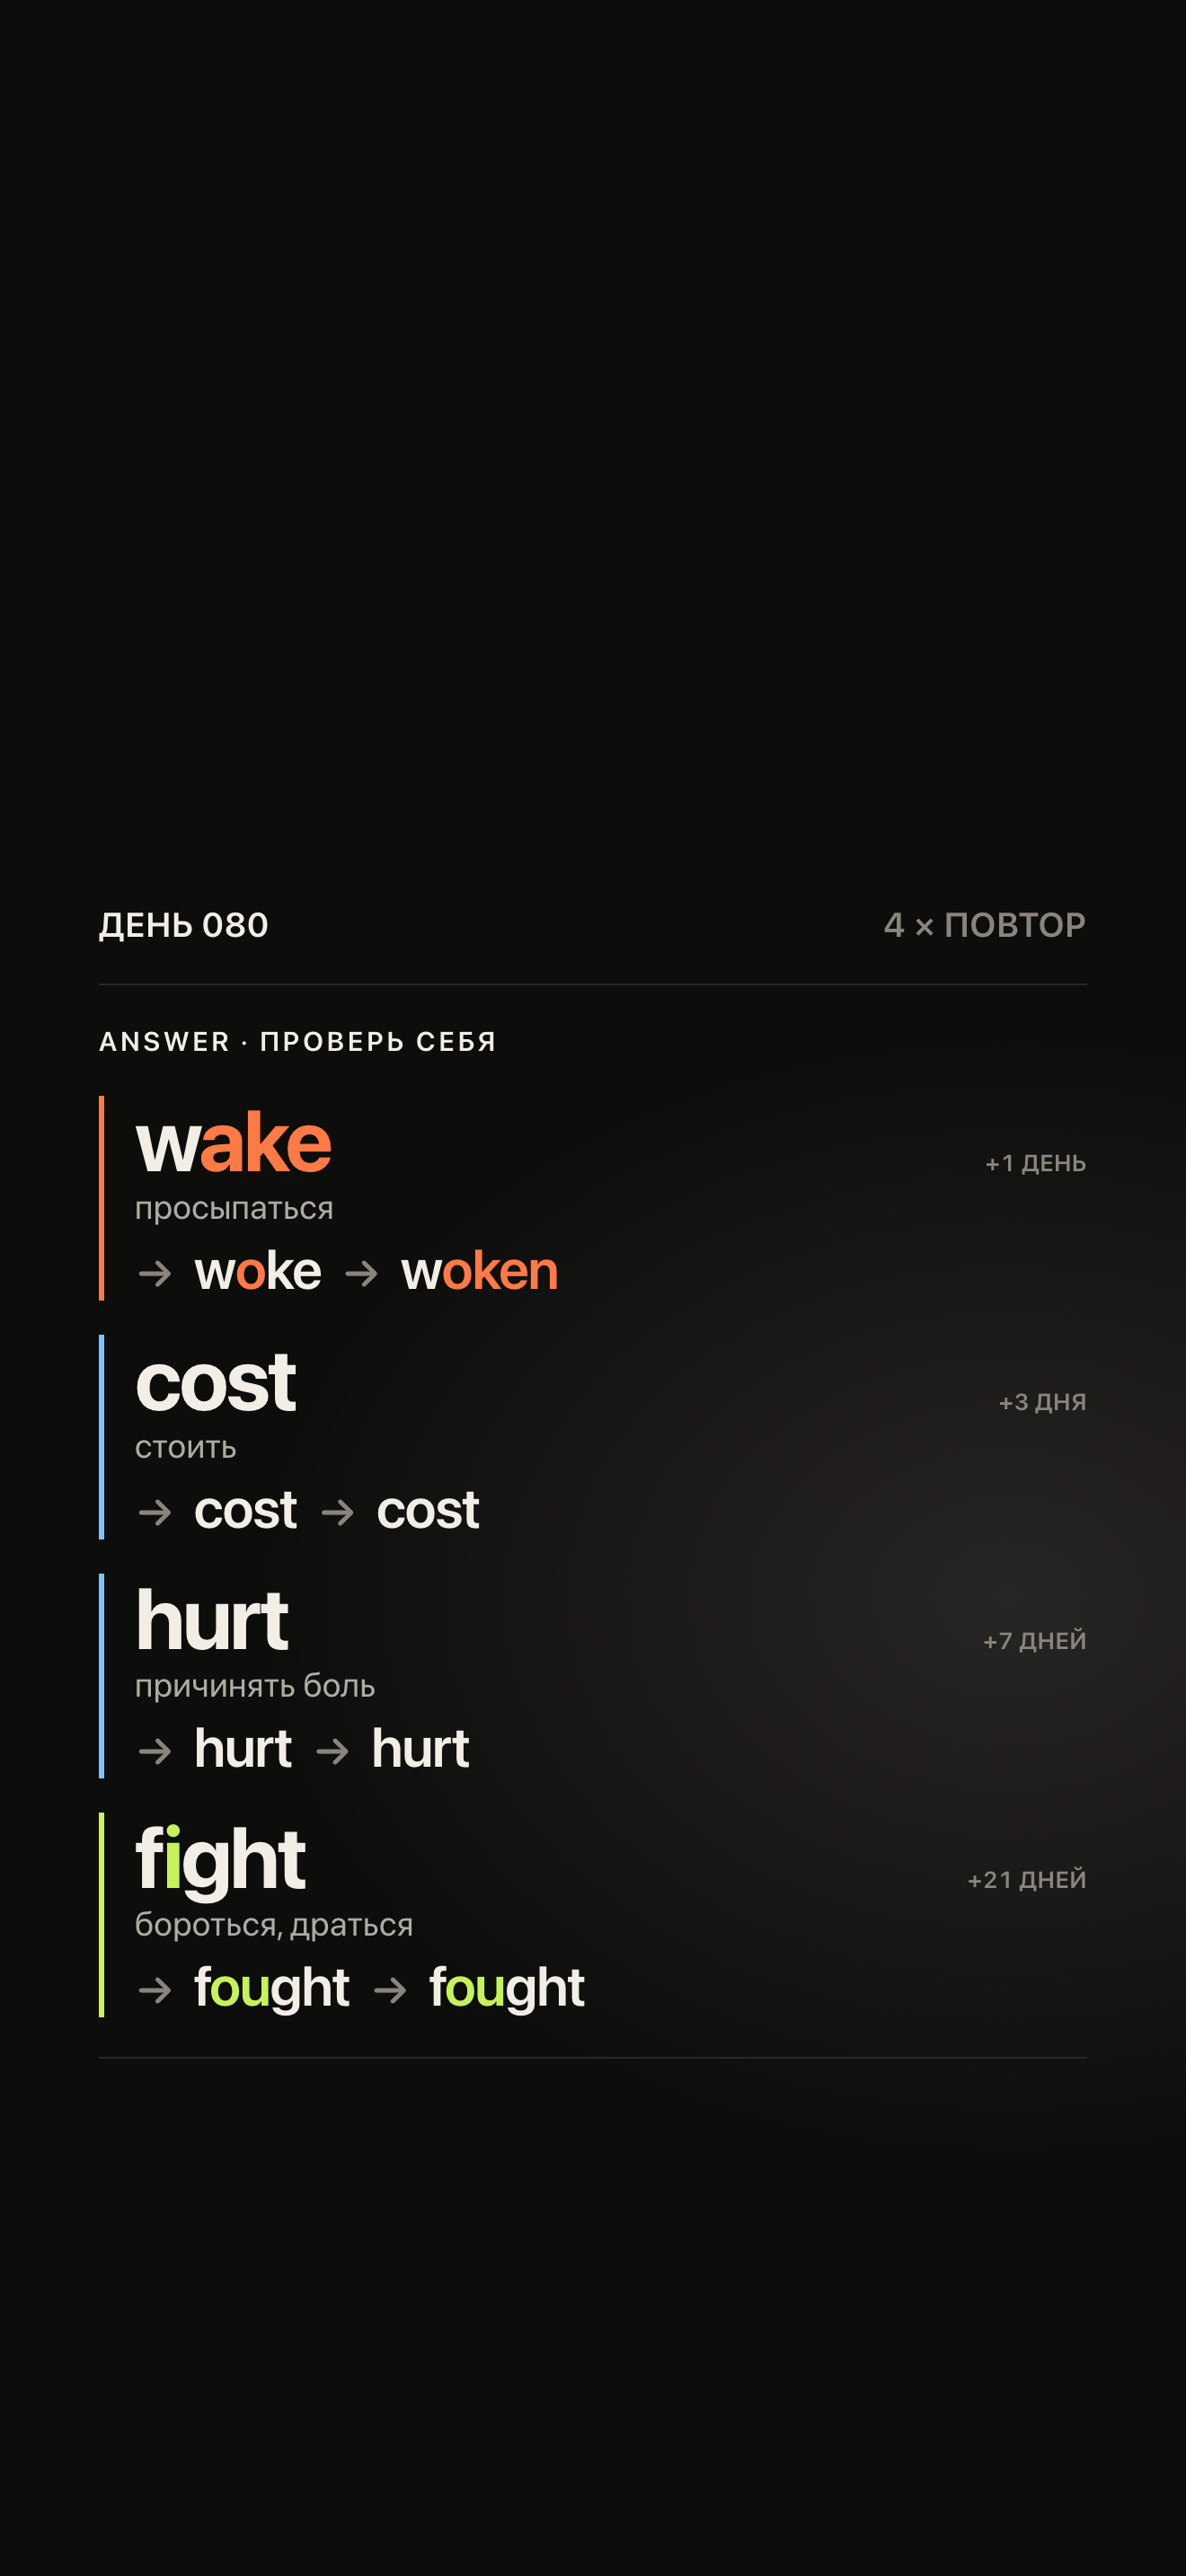 ДЕНЬ 080
4 × ПОВТОР
ANSWER · ПРОВЕРЬ СЕБЯ
wake
+1 ДЕНЬ
просыпаться
→ woke → woken
cost
+3 ДНЯ
стоить
→ cost → cost
hurt
+7 ДНЕЙ
причинять боль
→ hurt → hurt
fight
+21 ДНЕЙ
бороться, драться
→ fought → fought